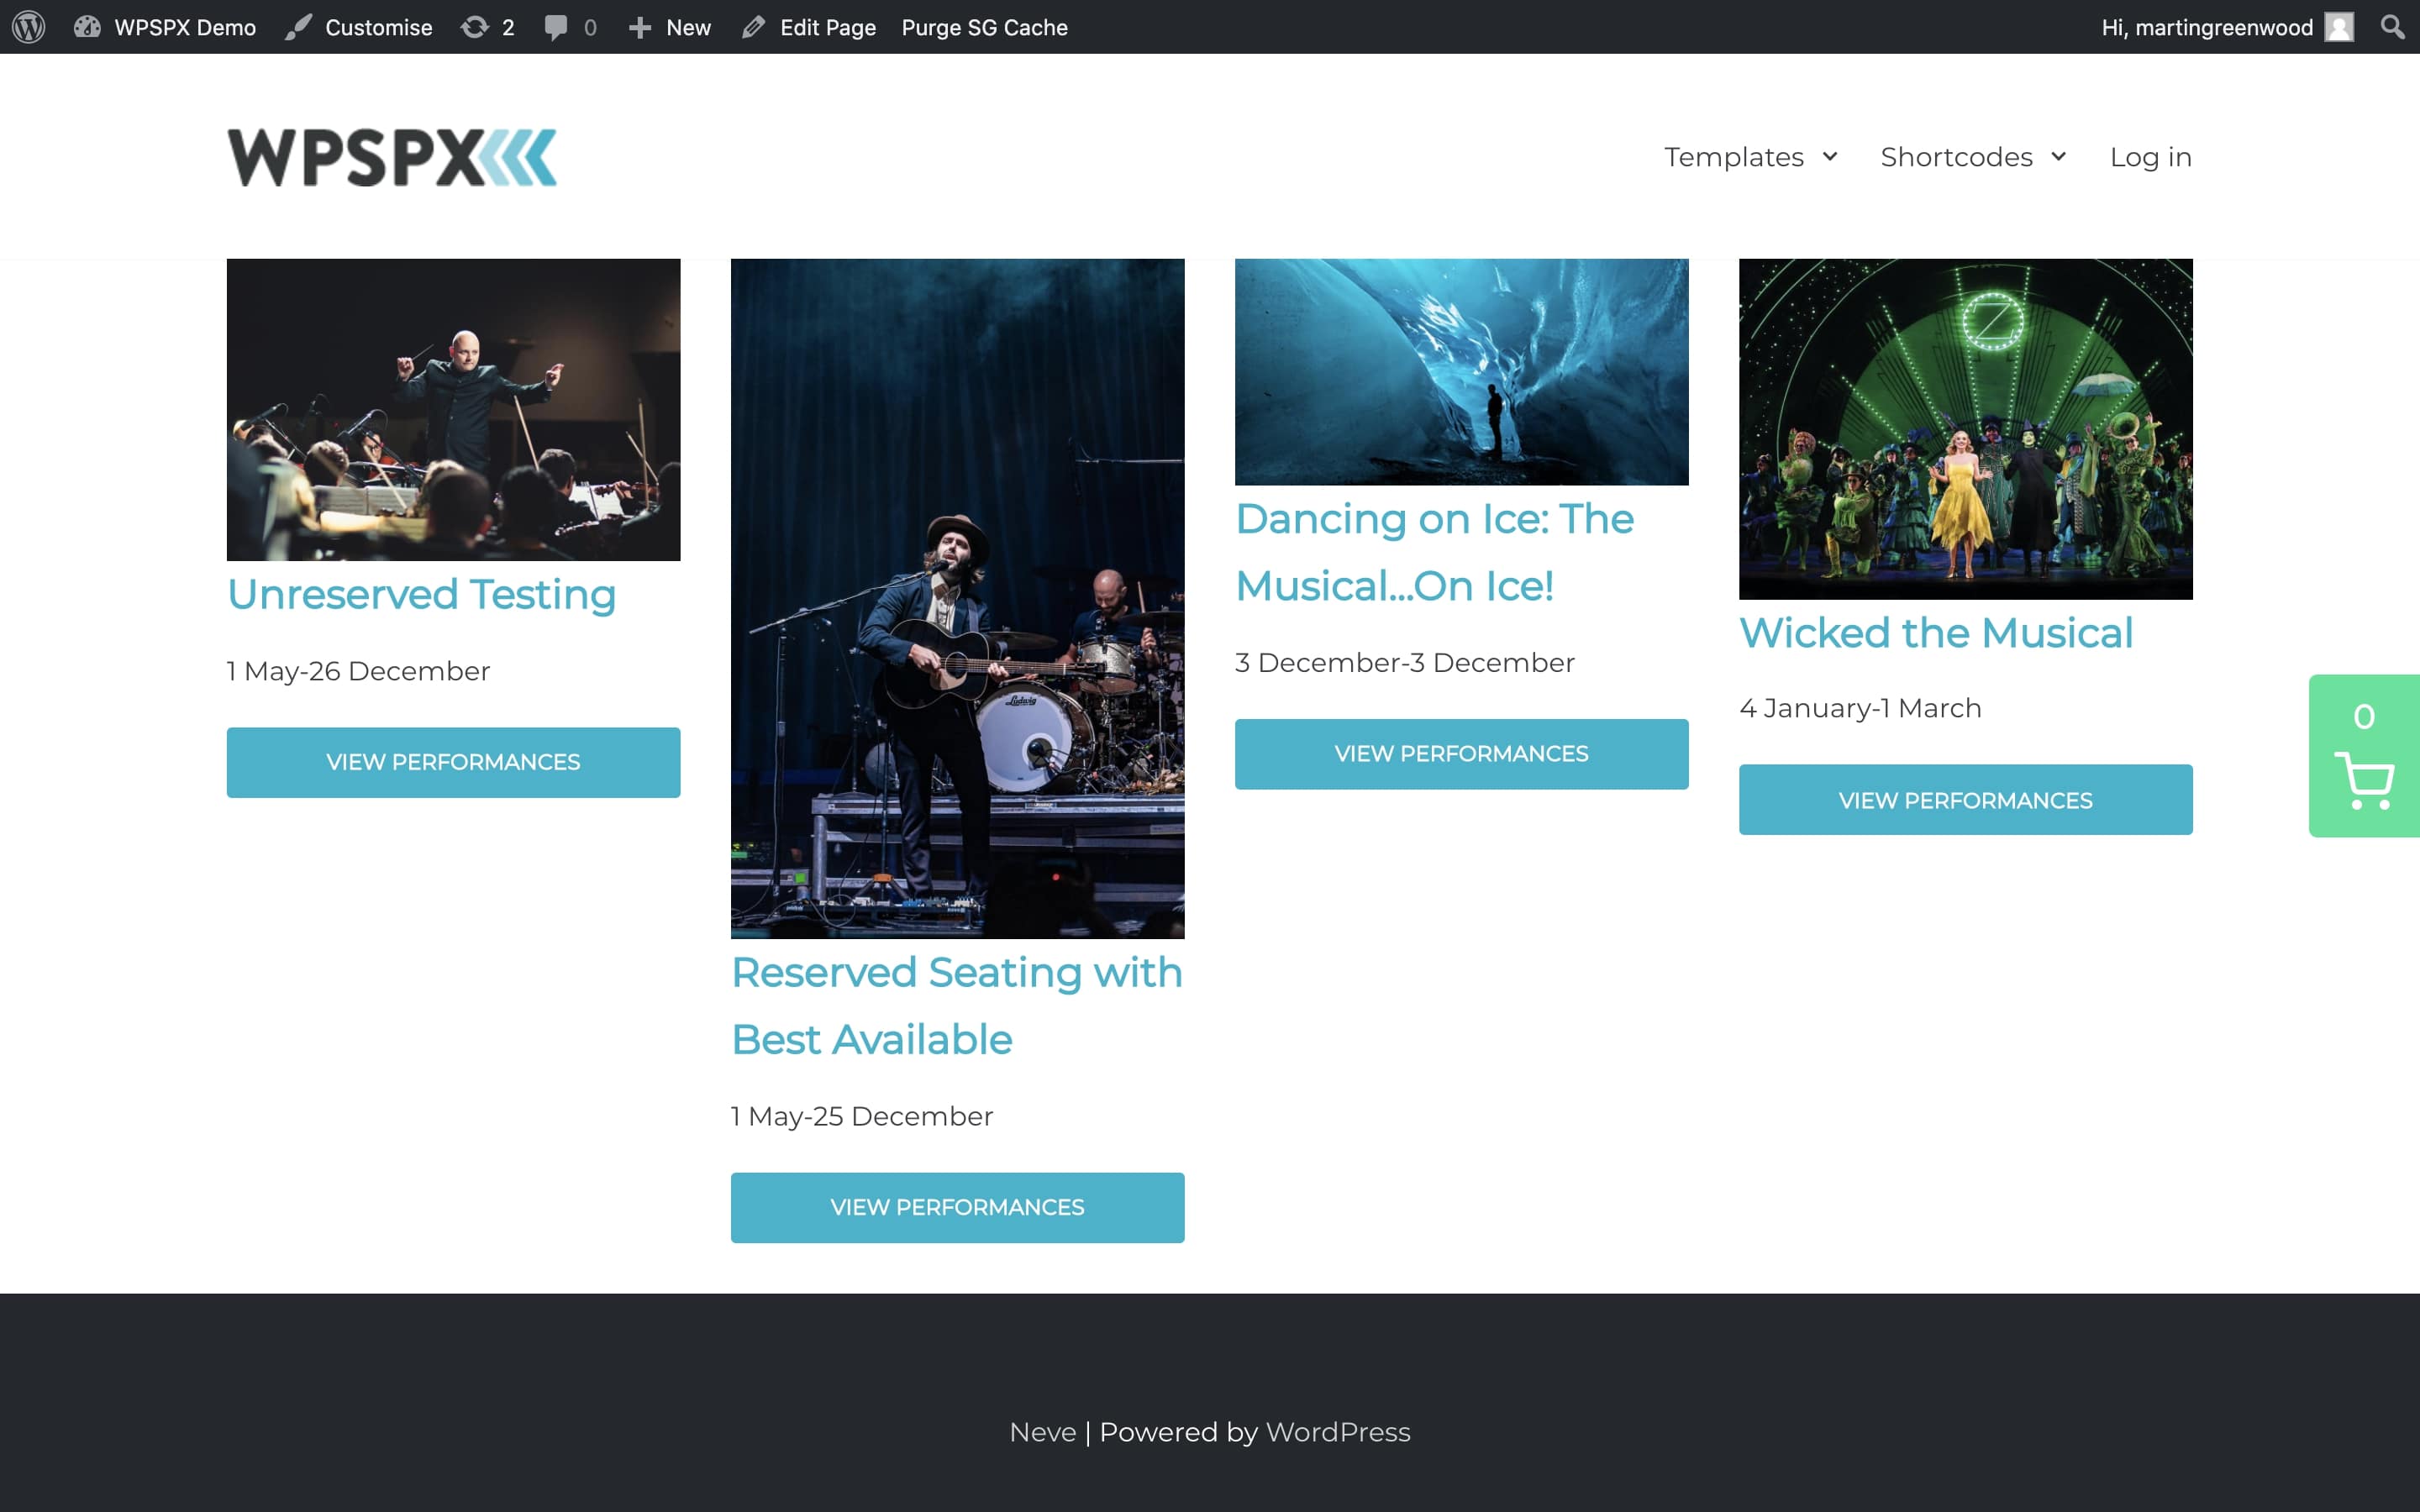 WPSPX Demo Customise 2 0 New Edit Page Purge SG Cache Hi, martingreenwood
WPSPX
Templates Shortcodes Log in
Unreserved Testing
1 May-26 December
VIEW PERFORMANCES
Ludwig
Reserved Seating with
Best Available
1 May-25 December
VIEW PERFORMANCES
Dancing on Ice: The
Musical...On Ice!
3 December-3 December
VIEW PERFORMANCES
Z
Wicked the Musical
4 January-1 March
VIEW PERFORMANCES
0
Neve | Powered by WordPress